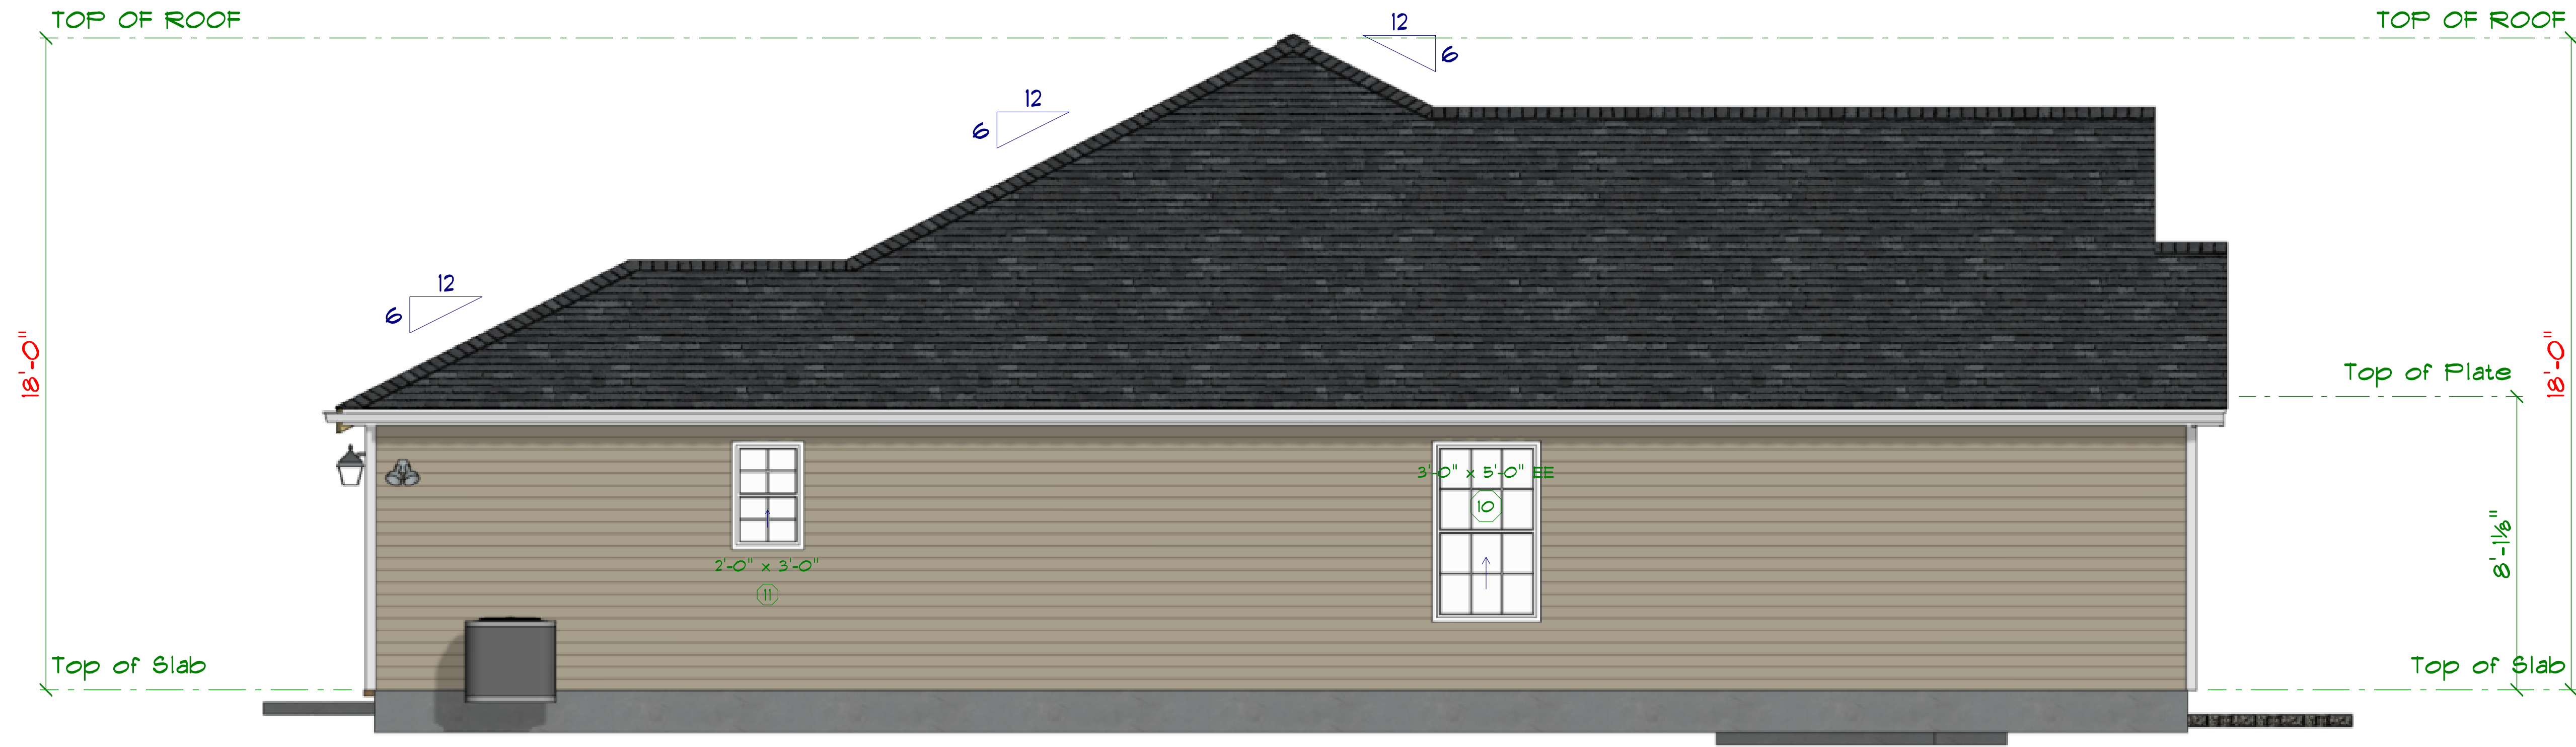 TOP OF ROOF
TOP OF ROOF
12
6
12
6
12
6
18'-0"
18'-0"
Top of Plate
3'-0" x 5'-0" EE
10
8'-1⅛"
2'-0" x 3'-0"
11
Top of Slab
Top of Slab